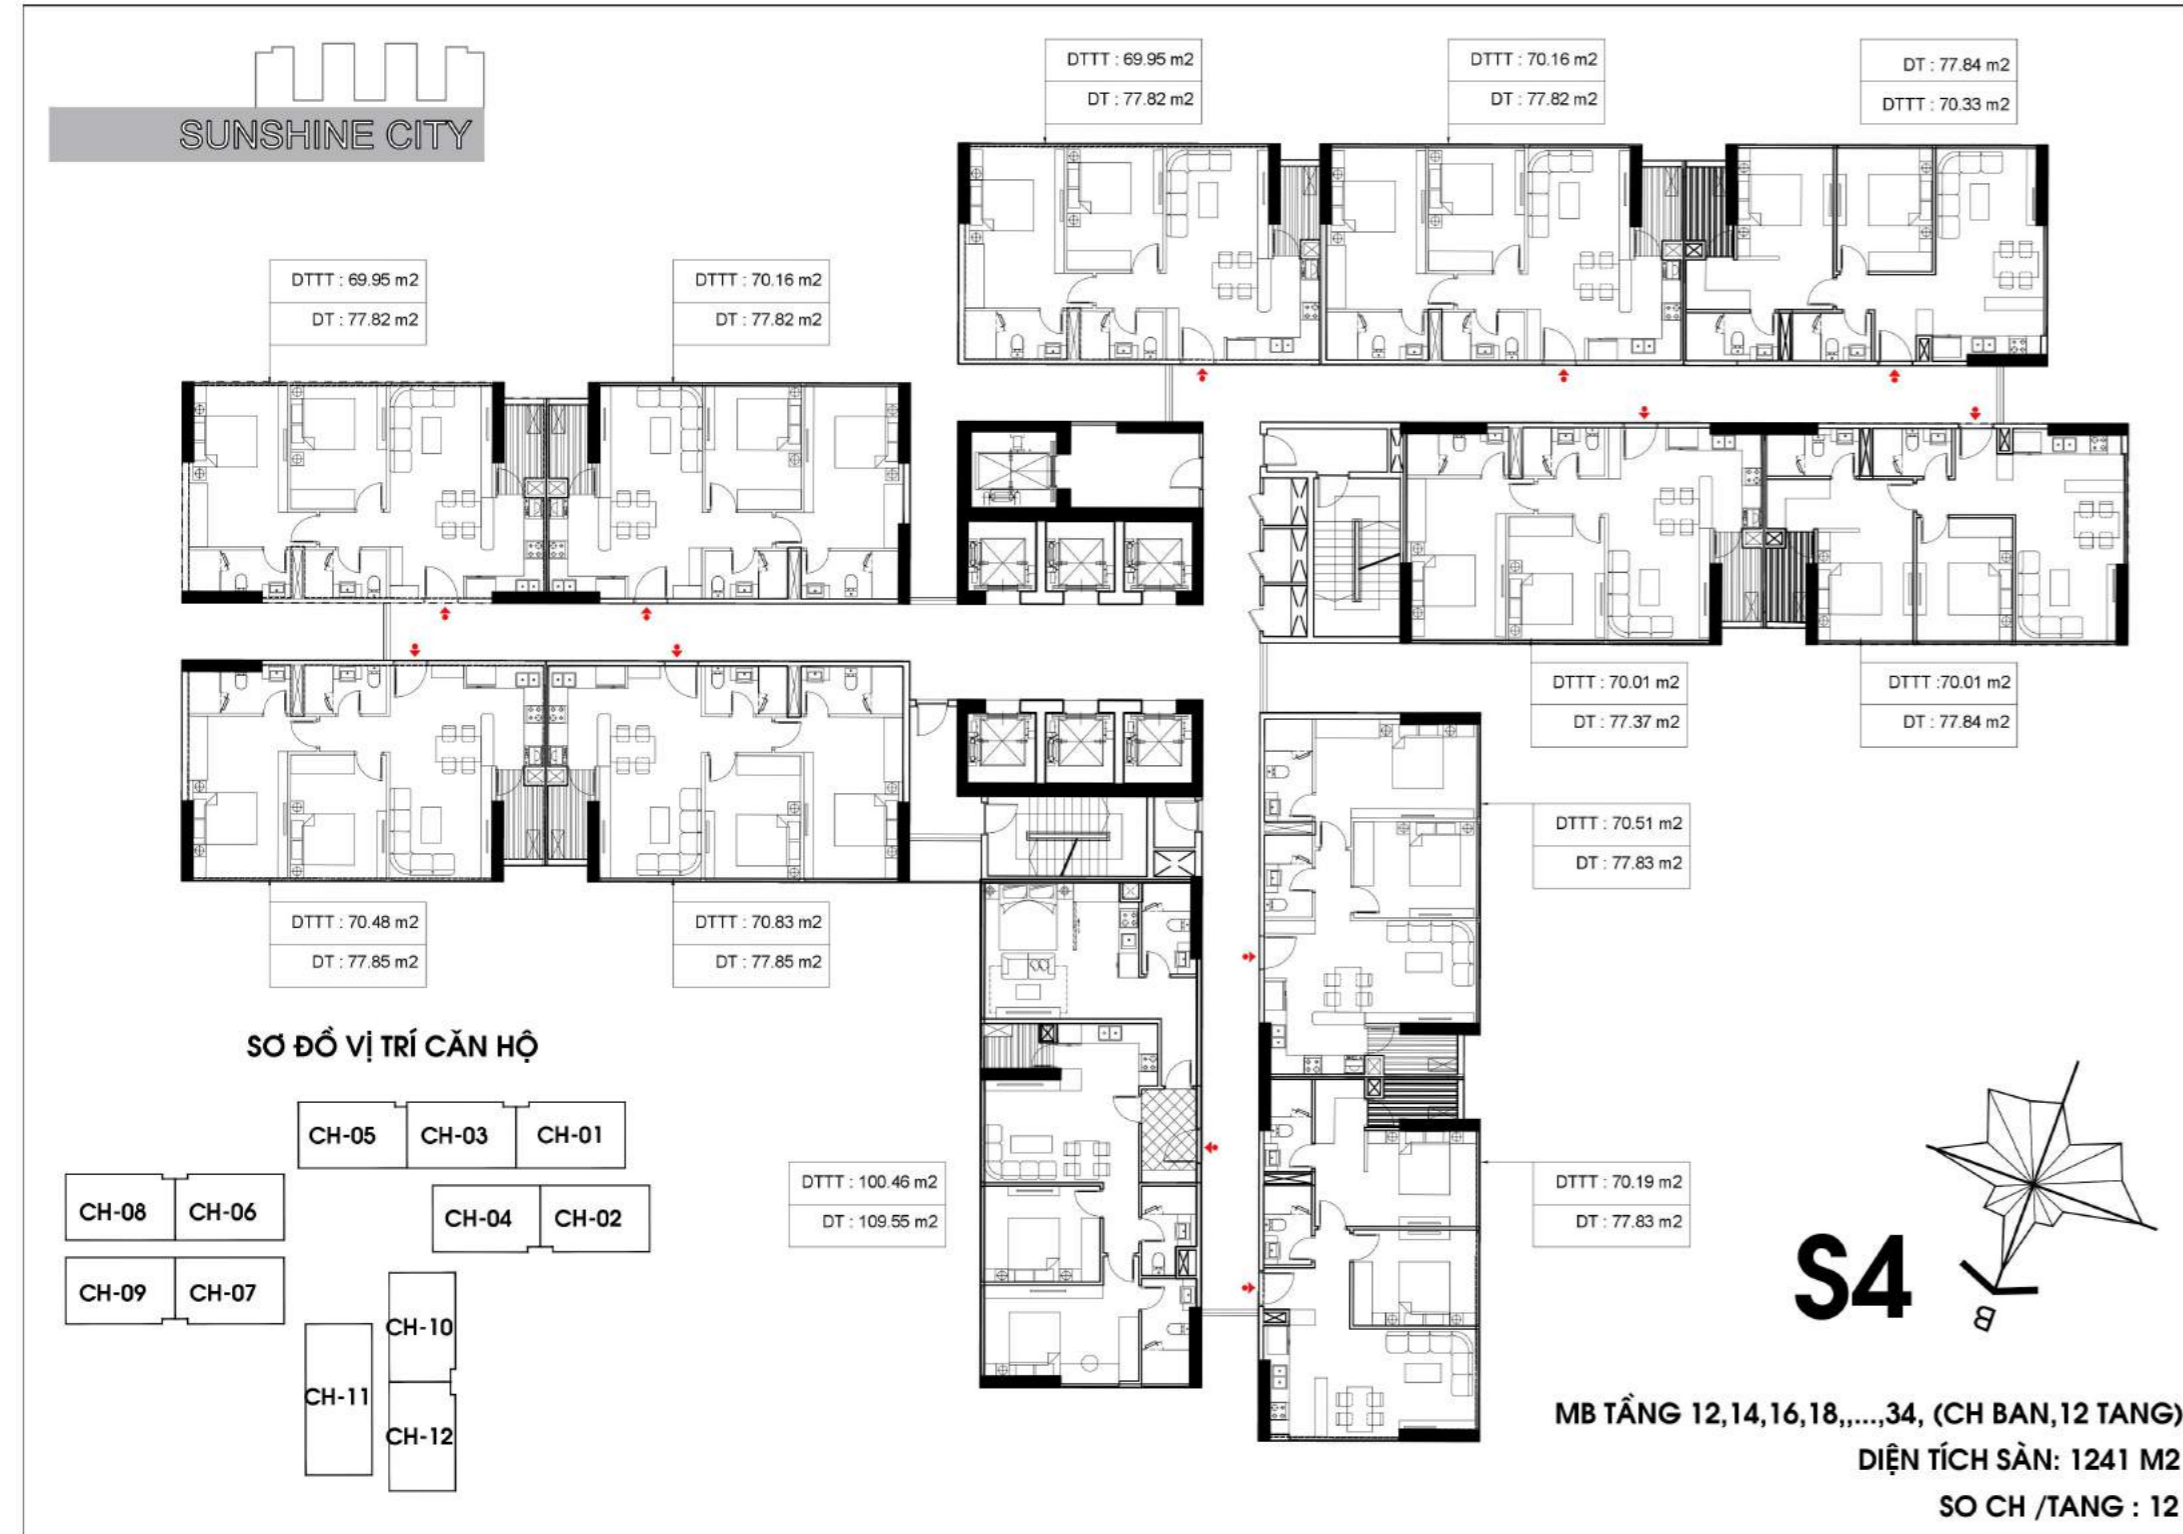 SUNSHINE CITY
DTTT : 69.95 m2
DT : 77.82 m2
DTTT : 70.16 m2
DT : 77.82 m2
DT : 77.84 m2
DTTT : 70.33 m2
DTTT : 69.95 m2
DT : 77.82 m2
DTTT : 70.16 m2
DT : 77.82 m2
DTTT : 70.01 m2
DT : 77.37 m2
DTTT :70.01 m2
DT : 77.84 m2
DTTT : 70.51 m2
DT : 77.83 m2
DTTT : 70.48 m2
DT : 77.85 m2
DTTT : 70.83 m2
DT : 77.85 m2
DTTT : 100.46 m2
DT : 109.55 m2
DTTT : 70.19 m2
DT : 77.83 m2
SƠ ĐỒ VỊ TRÍ CĂN HỘ
CH-05 CH-03 CH-01
CH-08 CH-06
CH-04 CH-02
CH-09 CH-07
CH-10
CH-11
CH-12
S4
B
MB TẦNG 12,14,16,18,,...,34, (CH BAN,12 TANG)
DIỆN TÍCH SÀN: 1241 M2
SO CH /TANG : 12